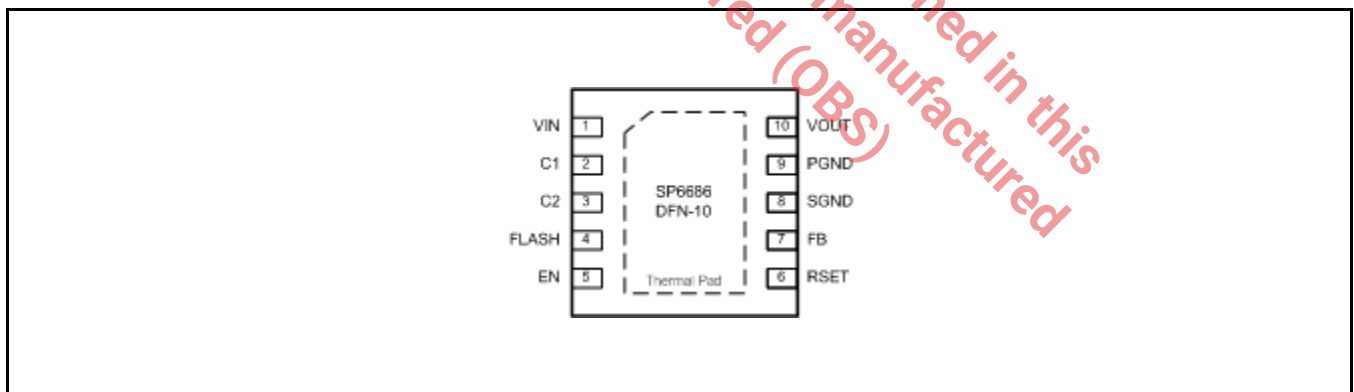 ned in this
manufactured
ed (OBS)
VIN 1
C1 2
C2 3
FLASH 4
EN 5
SP6686
DFN-10
Thermal Pad
10 VOUT
9 PGND
8 SGND
7 FB
6 RSET